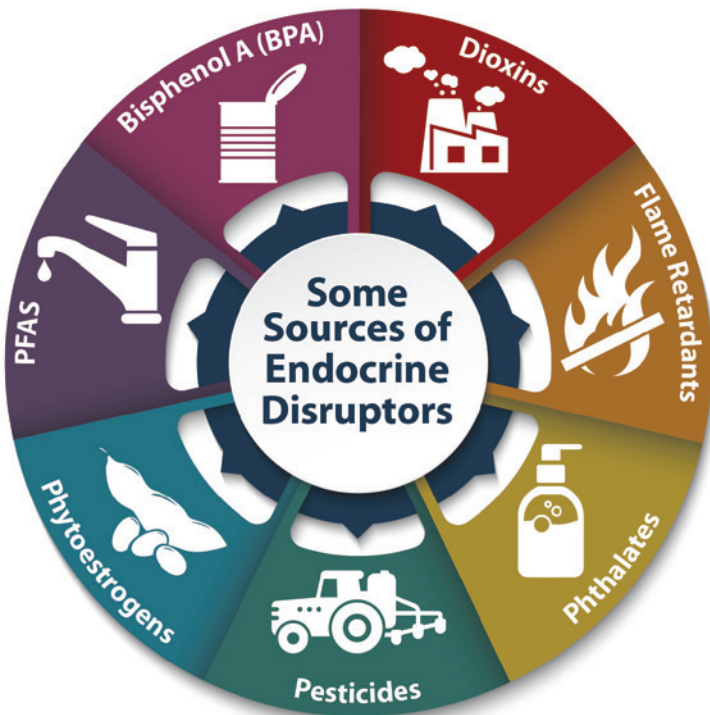 Some
Sources of
Endocrine
Disruptors
Bisphenol A (BPA)
Dioxins
Flame Retardants
Phthalates
Pesticides
Phytoestrogens
PFAS